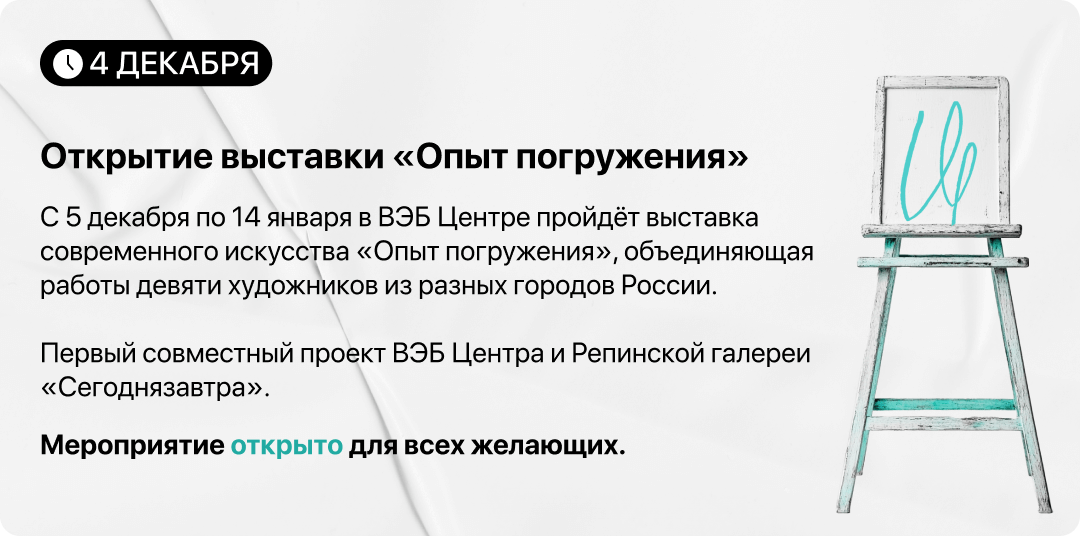 4 ДЕКАБРЯ
Открытие выставки «Опыт погружения»
С 5 декабря по 14 января в ВЭБ Центре пройдёт выставка
современного искусства «Опыт погружения», объединяющая
работы девяти художников из разных городов России.
Первый совместный проект ВЭБ Центра и Репинской галереи
«Сегоднязавтра».
Мероприятие открыто для всех желающих.